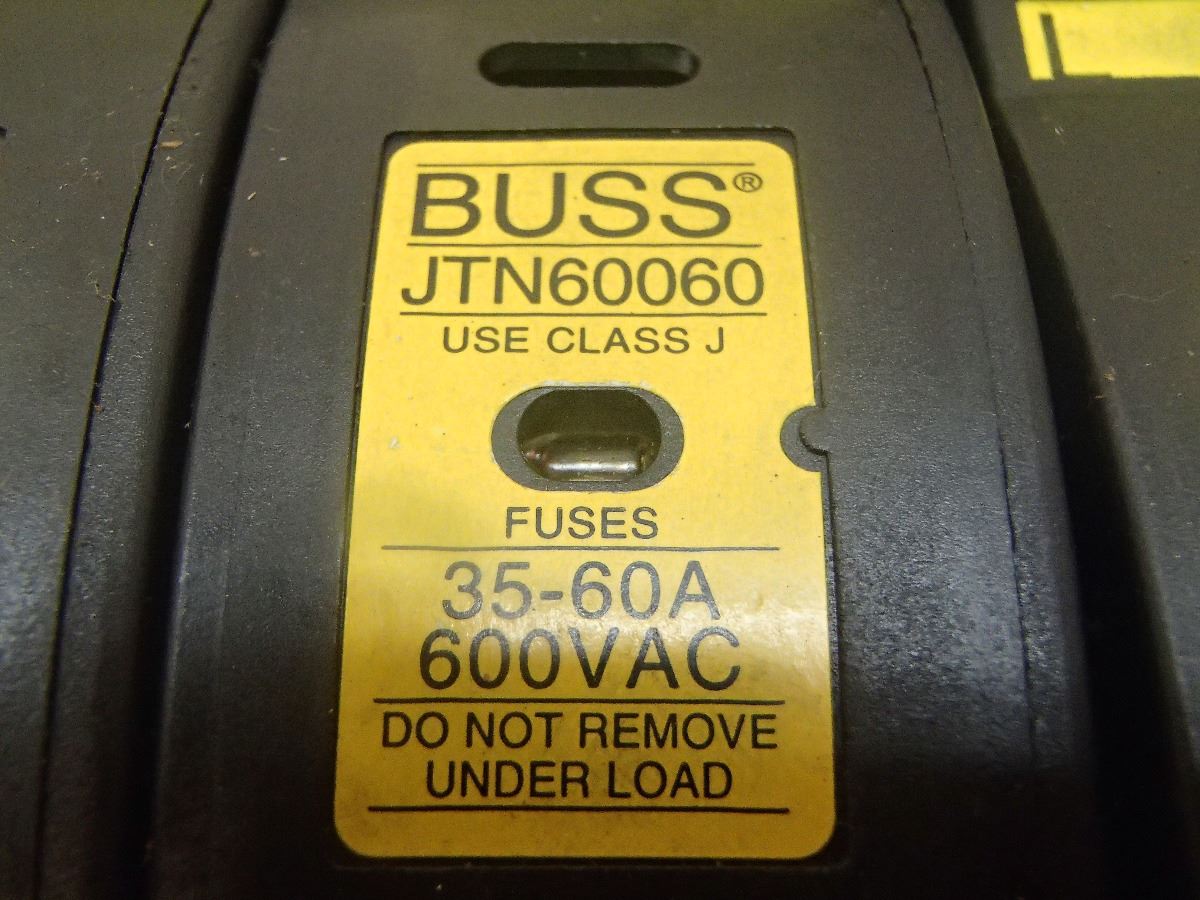 BUSS®
JTN60060
USE CLASS J
FUSES
35-60A
600VAC
DO NOT REMOVE
UNDER LOAD